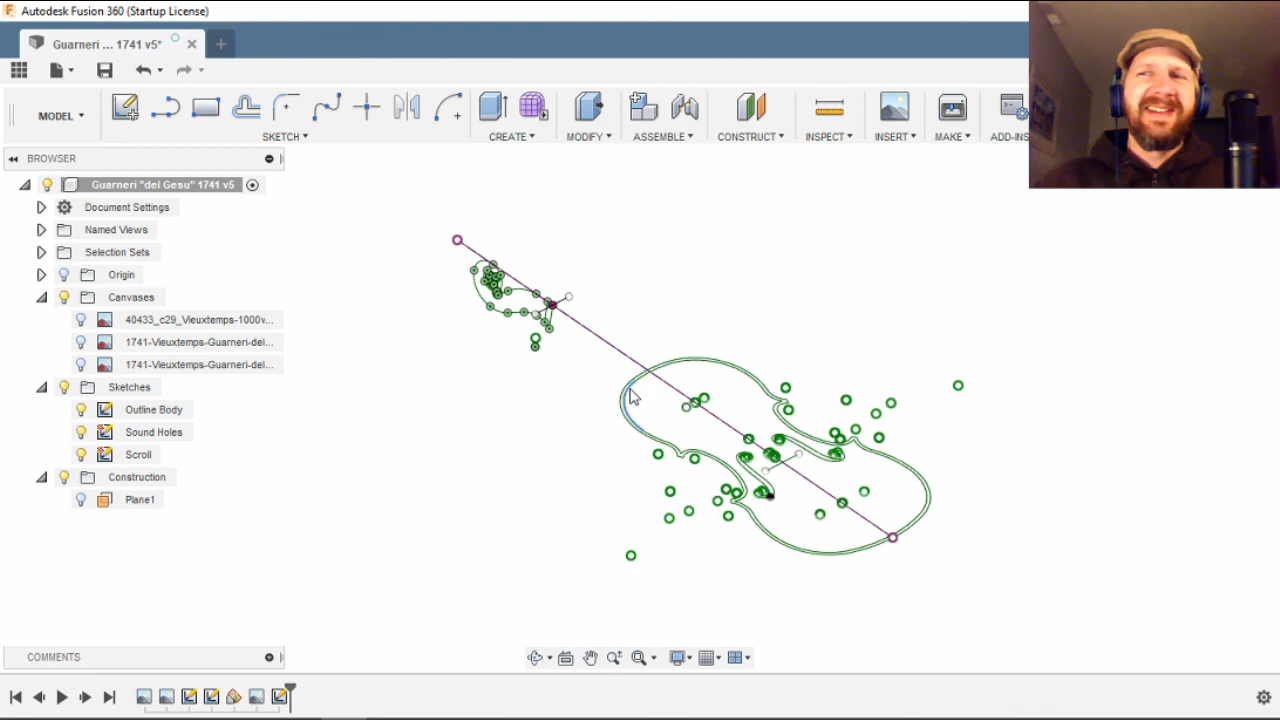 Autodesk Fusion 360 (Startup License)
Guarneri ... 1741 v5*
MODEL
SKETCH
CREATE
MODIFY
ASSEMBLE
CONSTRUCT
INSPECT
INSERT
MAKE
ADD-INS
BROWSER
Guarneri "del Gesu" 1741 v5
Document Settings
Named Views
Selection Sets
Origin
Canvases
40433_c29_Vieuxtemps-1000v...
1741-Vieuxtemps-Guarneri-del...
1741-Vieuxtemps-Guarneri-del...
Sketches
Outline Body
Sound Holes
Scroll
Construction
Plane1
COMMENTS